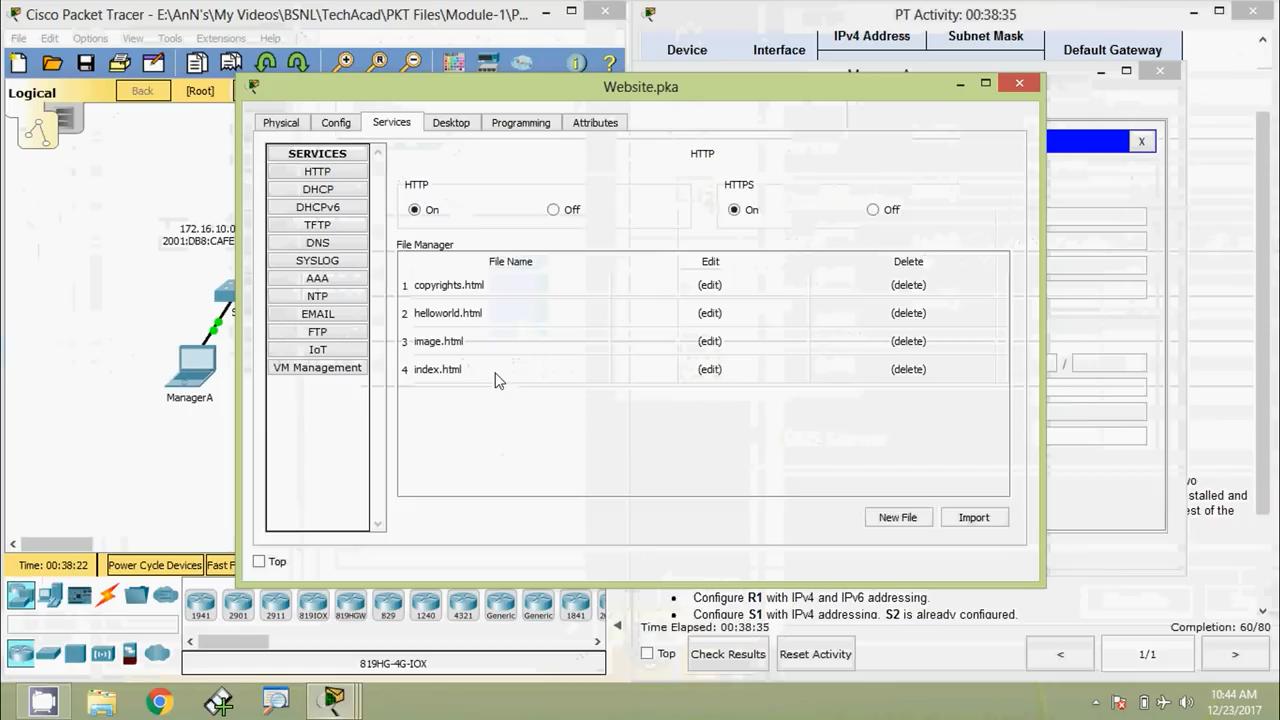 Cisco Packet Tracer - E:\AnN's\My Videos\BSNL\TechAcad\PKT Files\Module-1\P...
PT Activity: 00:38:35
File Edit Options View Tools Extensions Help
IPv4 Address Subnet Mask
Device Interface Default Gateway
Logical Back [Root]
Website.pka
Physical Config Services Desktop Programming Attributes
X
SERVICES
HTTP
DHCP
DHCPv6
TFTP
DNS
SYSLOG
AAA
NTP
EMAIL
FTP
IoT
VM Management
HTTP
HTTP HTTPS
On Off On Off
File Manager
File Name Edit Delete
1 copyrights.html (edit) (delete)
2 helloworld.html (edit) (delete)
3 image.html (edit) (delete)
4 index.html (edit) (delete)
New File Import
Top
172.16.10.0
2001:DB8:CAFE
ManagerA
/
stalled and
est of the
Time: 00:38:22 Power Cycle Devices Fast F
1941 2901 2911 819IOX 819HGW 829 1240 4321 Generic Generic 1841
819HG-4G-IOX
• Configure R1 with IPv4 and IPv6 addressing.
• Configure S1 with IPv4 addressing. S2 is already configured.
Time Elapsed: 00:38:35 Completion: 60/80
Top Check Results Reset Activity < 1/1 >
10:44 AM
12/23/2017